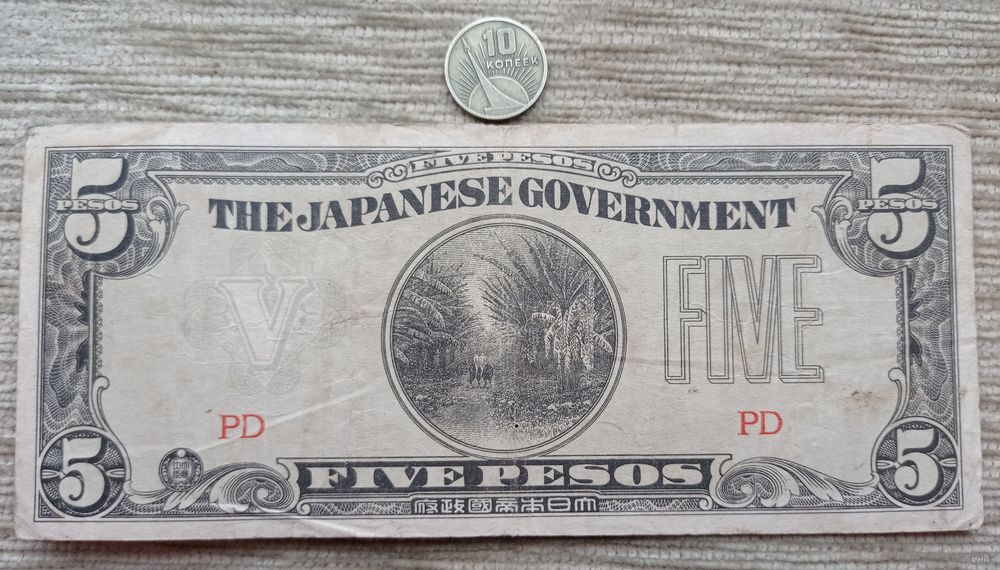 10
КОПЕЕК
FIVE PESOS
5
PESOS
5
PESOS
THE JAPANESE GOVERNMENT
V
FIVE
PD
PD
5
5
FIVE PESOS
府政國帝本日大